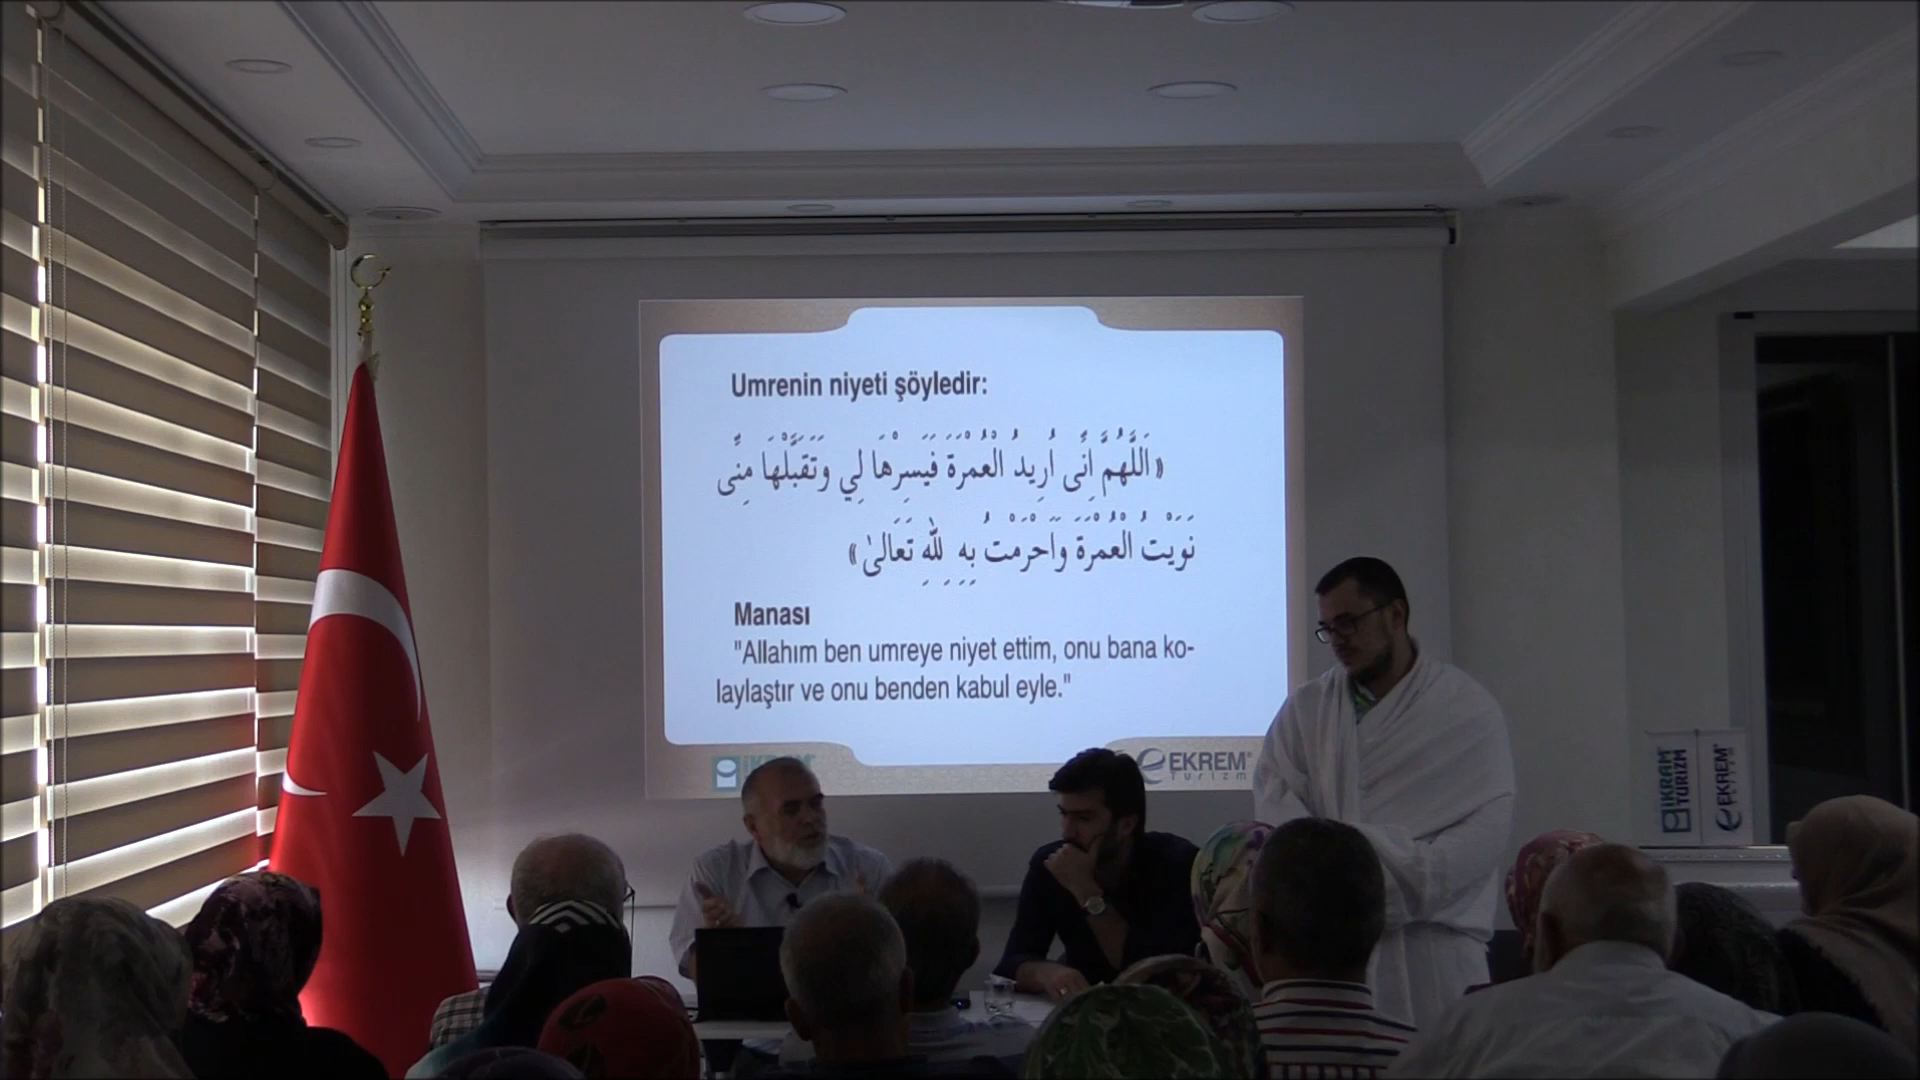 Umrenin niyeti şöyledir:
﴿اَللَّهُمَّ اِنِّى اُرِيدُ الْعُمْرَةَ فَيَسِّرْهَا لِي وَتَقَبَّلْهَا مِنِّى
نَوَيْتُ الْعُمْرَةَ وَاَحْرَمْتُ بِهِ لِلّٰهِ تَعَالىٰ﴾
Manası
"Allahım ben umreye niyet ettim, onu bana ko-
laylaştır ve onu benden kabul eyle."
EKREM
Turizm
İKRAM
TURİZM
EKREM